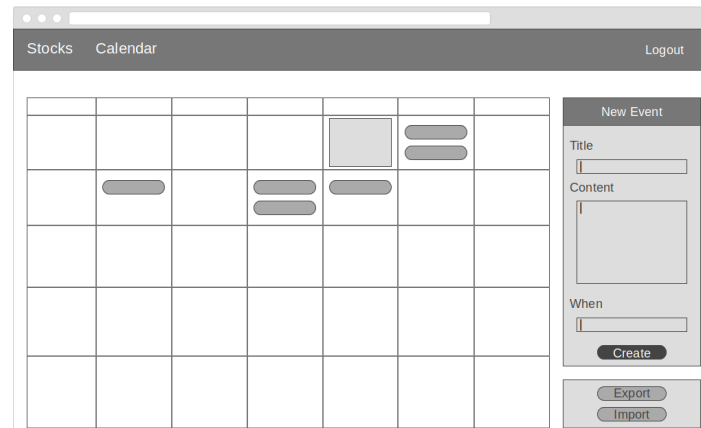 Stocks Calendar Logout
New Event
Title
Content
When
Create
Export
Import